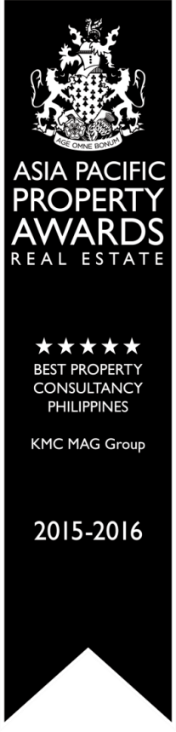 AGE OMNE BONUM
ASIA PACIFIC
PROPERTY
AWARDS
REAL ESTATE
BEST PROPERTY
CONSULTANCY
PHILIPPINES
KMC MAG Group
2015-2016